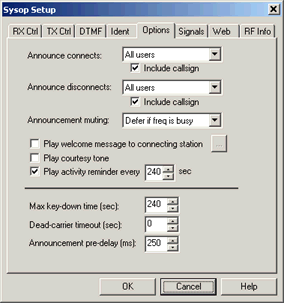 Sysop Setup
RX Ctrl TX Ctrl DTMF Ident Options Signals Web RF Info
Announce connects: All users
Include callsign
Announce disconnects: All users
Include callsign
Announcement muting: Defer if freq is busy
Play welcome message to connecting station ...
Play courtesy tone
Play activity reminder every 240 sec
Max key-down time (sec): 240
Dead-carrier timeout (sec): 0
Announcement pre-delay (ms): 250
OK Cancel Help